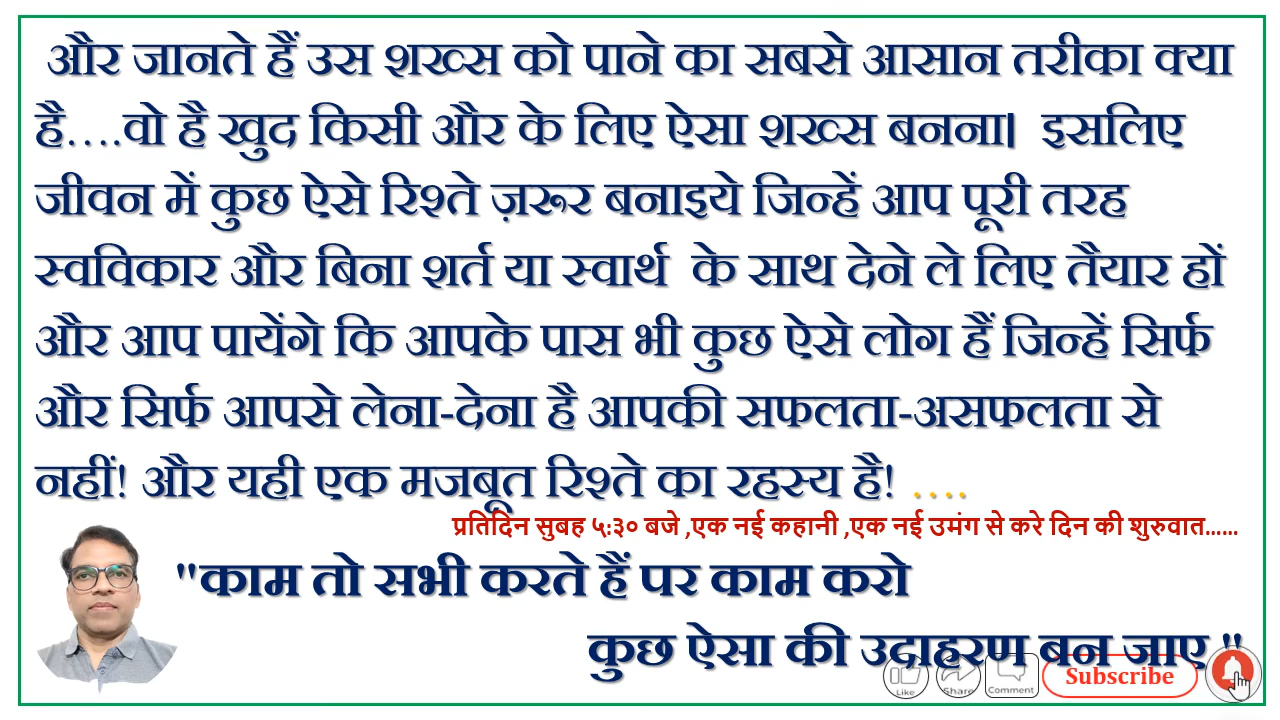 और जानते हैं उस शख्स को पाने का सबसे आसान तरीका क्या
है….वो है खुद किसी और के लिए ऐसा शख्स बनना|  इसलिए
जीवन में कुछ ऐसे रिश्ते ज़रूर बनाइये जिन्हें आप पूरी तरह
स्वविकार और बिना शर्त या स्वार्थ  के साथ देने ले लिए तैयार हों
और आप पायेंगे कि आपके पास भी कुछ ऐसे लोग हैं जिन्हें सिर्फ
और सिर्फ आपसे लेना-देना है आपकी सफलता-असफलता से
नहीं! और यही एक मजबूत रिश्ते का रहस्य है! ….
प्रतिदिन सुबह ५:३० बजे ,एक नई कहानी ,एक नई उमंग से करे दिन की शुरुवात……
"काम तो सभी करते हैं पर काम करो
कुछ ऐसा की उदाहरण बन जाए "
Like Share Comment Subscribe